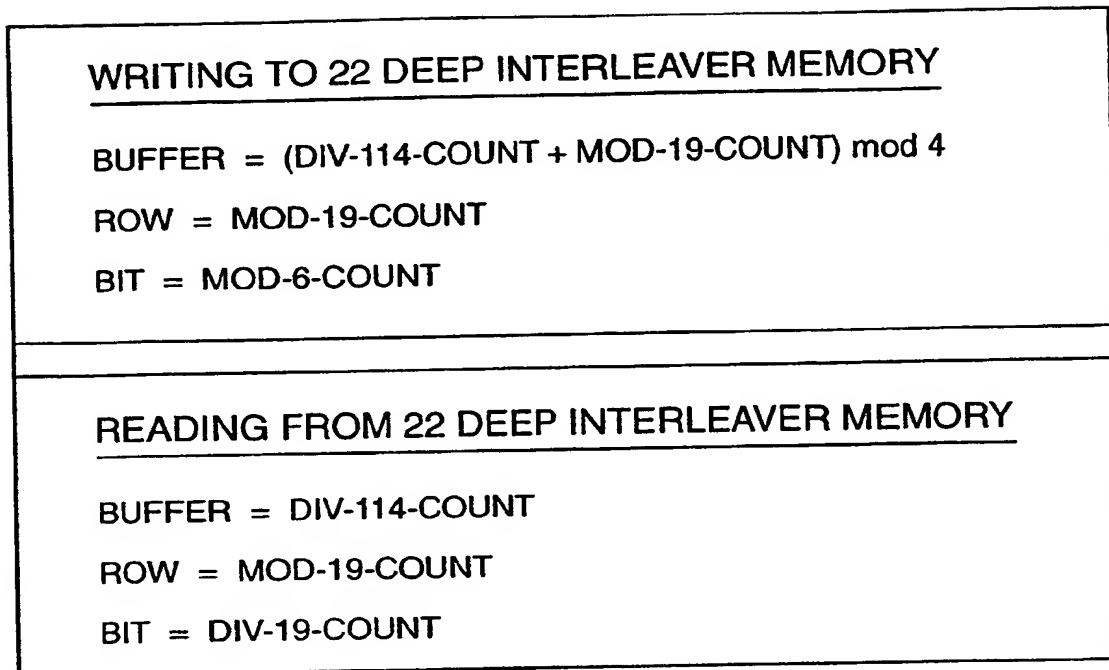 WRITING TO 22 DEEP INTERLEAVER MEMORY
BUFFER = (DIV-114-COUNT + MOD-19-COUNT) mod 4
ROW = MOD-19-COUNT
BIT = MOD-6-COUNT
READING FROM 22 DEEP INTERLEAVER MEMORY
BUFFER = DIV-114-COUNT
ROW = MOD-19-COUNT
BIT = DIV-19-COUNT